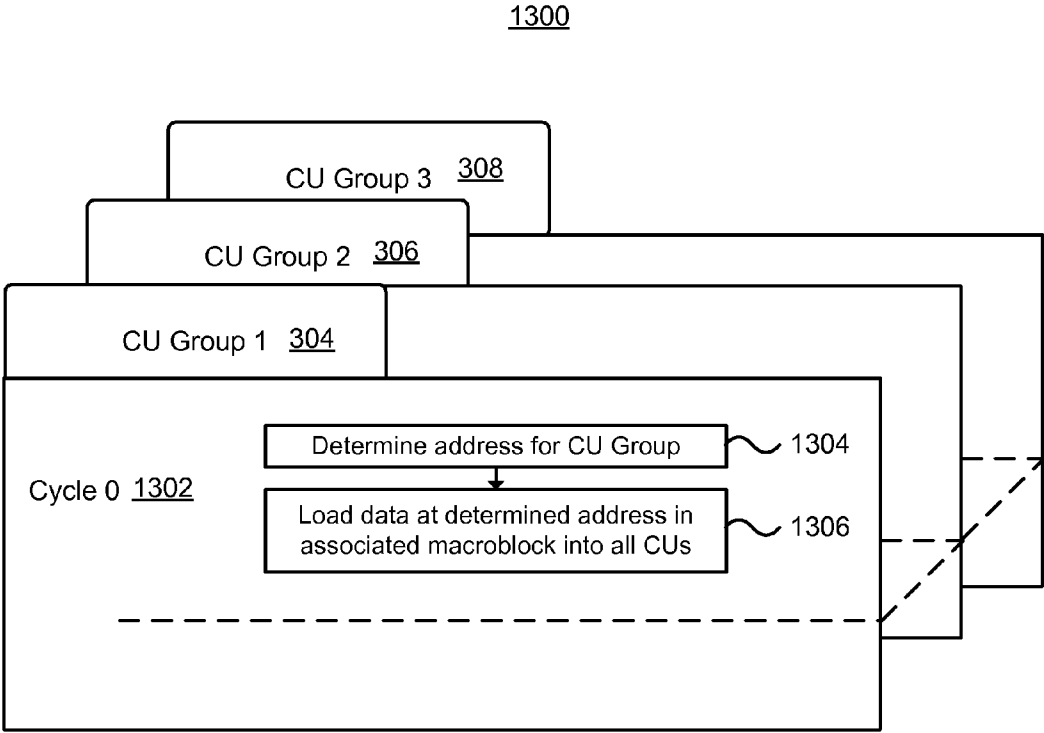 1300
CU Group 3 308
CU Group 2 306
CU Group 1 304
Determine address for CU Group 1304
Cycle 0 1302
Load data at determined address in
associated macroblock into all CUs
1306